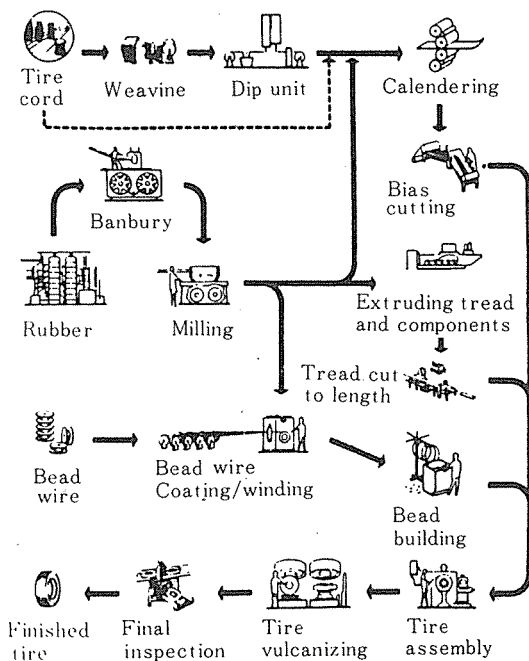 Tire
cord
Weavine
Dip unit
Calendering
Banbury
Bias
cutting
Rubber
Milling
Extruding tread
and components
Tread cut
to length
Bead
wire
Bead wire
Coating/winding
Bead
building
Finished
tire
Final
inspection
Tire
vulcanizing
Tire
assembly